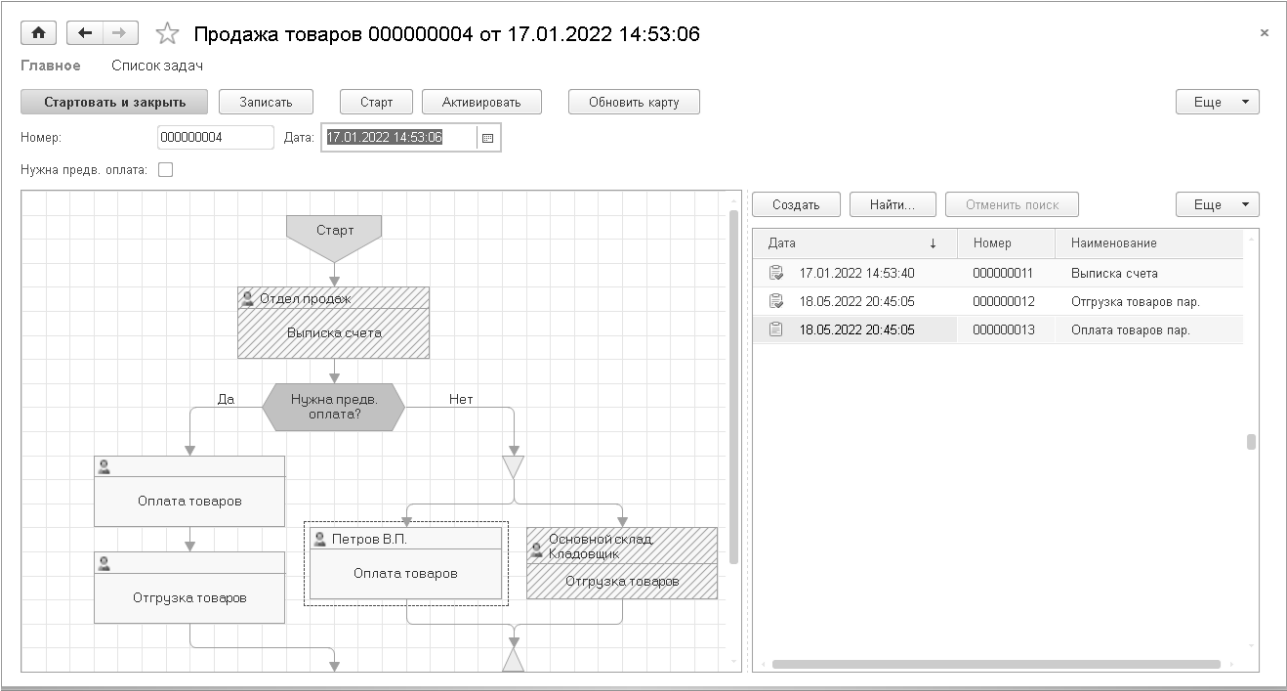 Продажа товаров 000000004 от 17.01.2022 14:53:06
Главное Список задач
Стартовать и закрыть Записать Старт Активировать Обновить карту Еще
Номер: 000000004 Дата: 17.01.2022 14:53:06
Нужна предв. оплата:
Старт
Отдел продаж
Выписка счета
Да
Нужна предв.
оплата?
Нет
Оплата товаров
Отгрузка товаров
Петров В.П.
Оплата товаров
Основной склад,
Кладовщик
Отгрузка товаров
Создать Найти... Отменить поиск Еще
Дата ↓ Номер Наименование
17.01.2022 14:53:40 000000011 Выписка счета
18.05.2022 20:45:05 000000012 Отгрузка товаров пар.
18.05.2022 20:45:05 000000013 Оплата товаров пар.